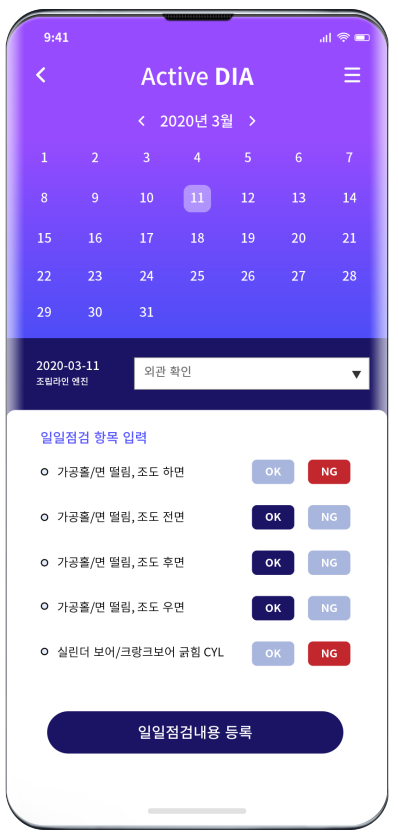 9:41
Active DIA
2020년 3월
1 2 3 4 5 6 7
8 9 10 11 12 13 14
15 16 17 18 19 20 21
22 23 24 25 26 27 28
29 30 31
2020-03-11
조립라인 엔진
외관 확인
일일점검 항목 입력
가공홀/면 떨림, 조도 하면 OK NG
가공홀/면 떨림, 조도 전면 OK NG
가공홀/면 떨림, 조도 후면 OK NG
가공홀/면 떨림, 조도 우면 OK NG
실린더 보어/크랑크보어 긁힘 CYL OK NG
일일점검내용 등록